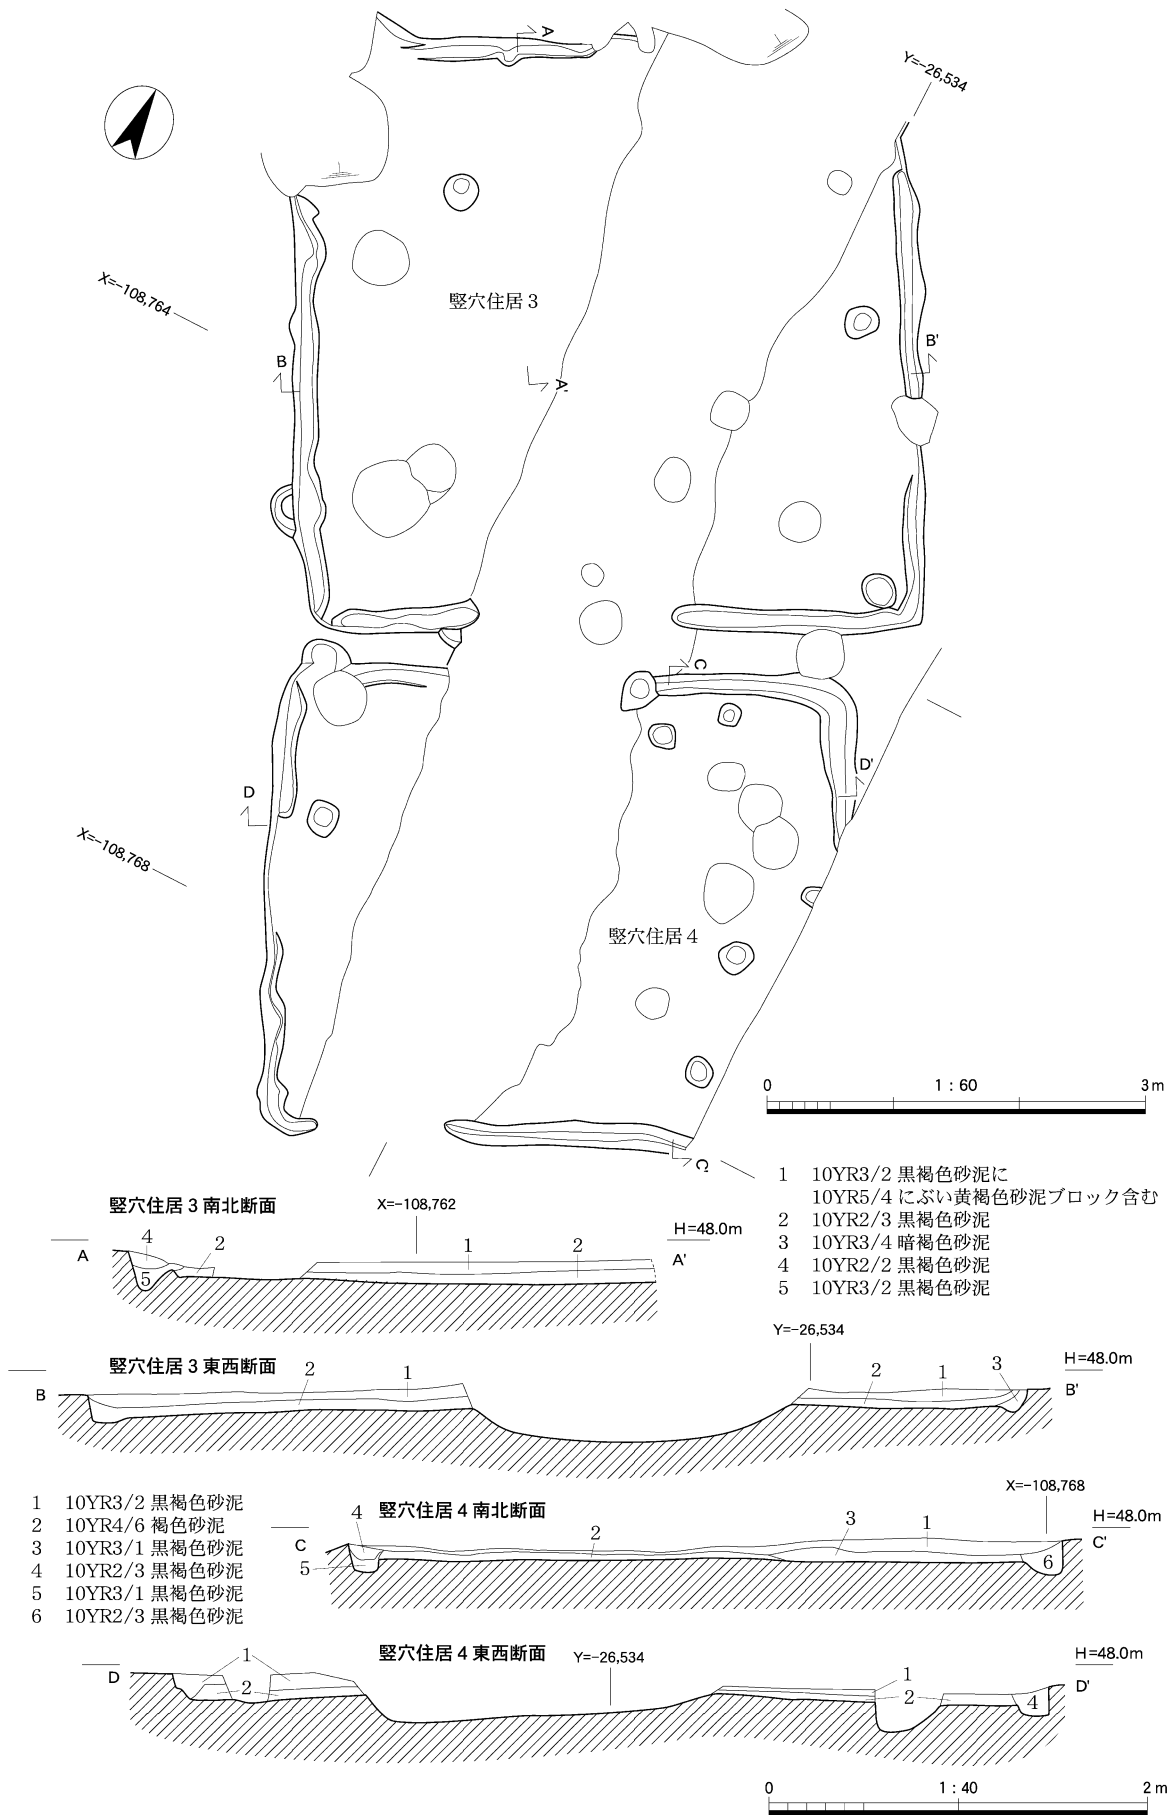 A
Y=-26,534
X=-108,764
竪穴住居3
B
B'
A'
C
D
D'
X=-108,768
竪穴住居4
0 1:60 3m
C'
1 10YR3/2 黒褐色砂泥に
10YR5/4 にぶい黄褐色砂泥ブロック含む
2 10YR2/3 黒褐色砂泥
3 10YR3/4 暗褐色砂泥
4 10YR2/2 黒褐色砂泥
5 10YR3/2 黒褐色砂泥
竪穴住居3南北断面
X=-108,762
H=48.0m
A 4 2 1 2 A'
5
Y=-26,534
竪穴住居3東西断面
H=48.0m
B 2 1 2 1 3 B'
1 10YR3/2 黒褐色砂泥
2 10YR4/6 褐色砂泥
3 10YR3/1 黒褐色砂泥
4 10YR2/3 黒褐色砂泥
5 10YR3/1 黒褐色砂泥
6 10YR2/3 黒褐色砂泥
竪穴住居4南北断面
X=-108,768
H=48.0m
C 4 2 3 1 C'
5 6
竪穴住居4東西断面
Y=-26,534
H=48.0m
D 1 1 D'
2 2 4
0 1:40 2m